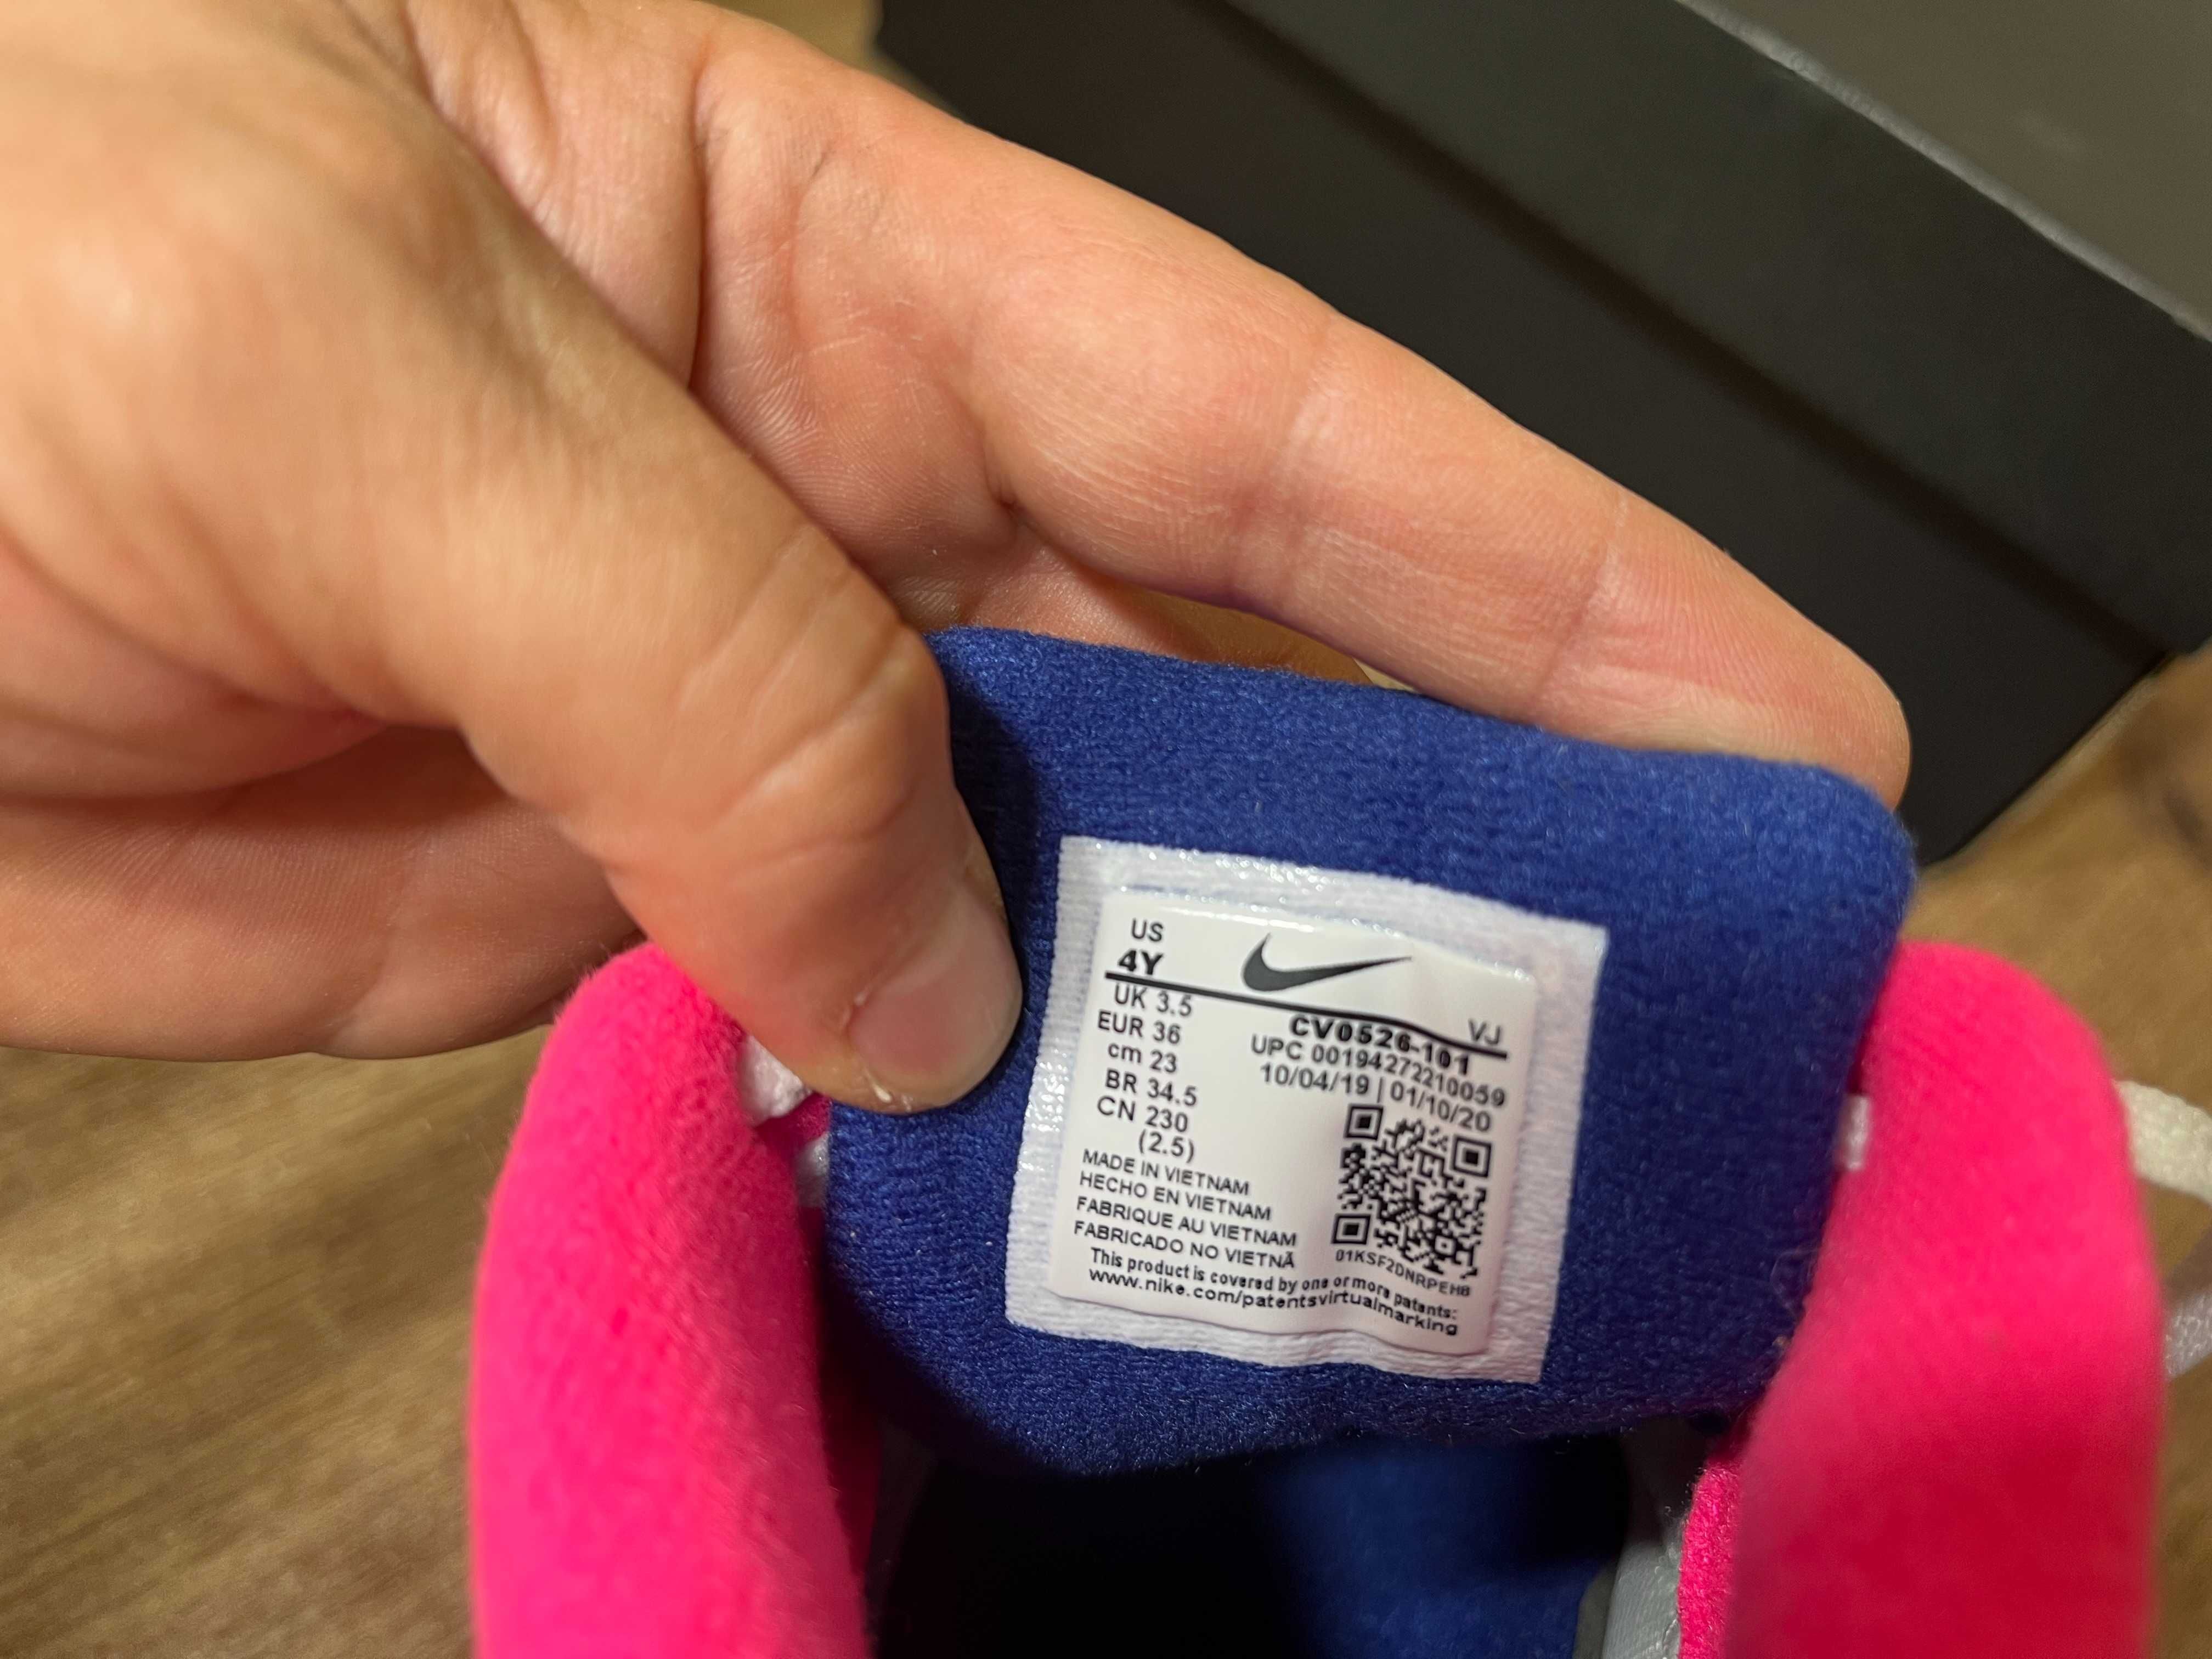 US
4Y
UK 3.5
EUR 36
cm 23
BR 34.5
CN 230
(2.5)
VJ
CV0526-101
UPC 00194272210059
10/04/19 | 01/10/20
MADE IN VIETNAM
HECHO EN VIETNAM
FABRIQUE AU VIETNAM
FABRICADO NO VIETNÃ
01KSF2DNRPEH8
This product is covered by one or more patents:
www.nike.com/patentsvirtualmarking